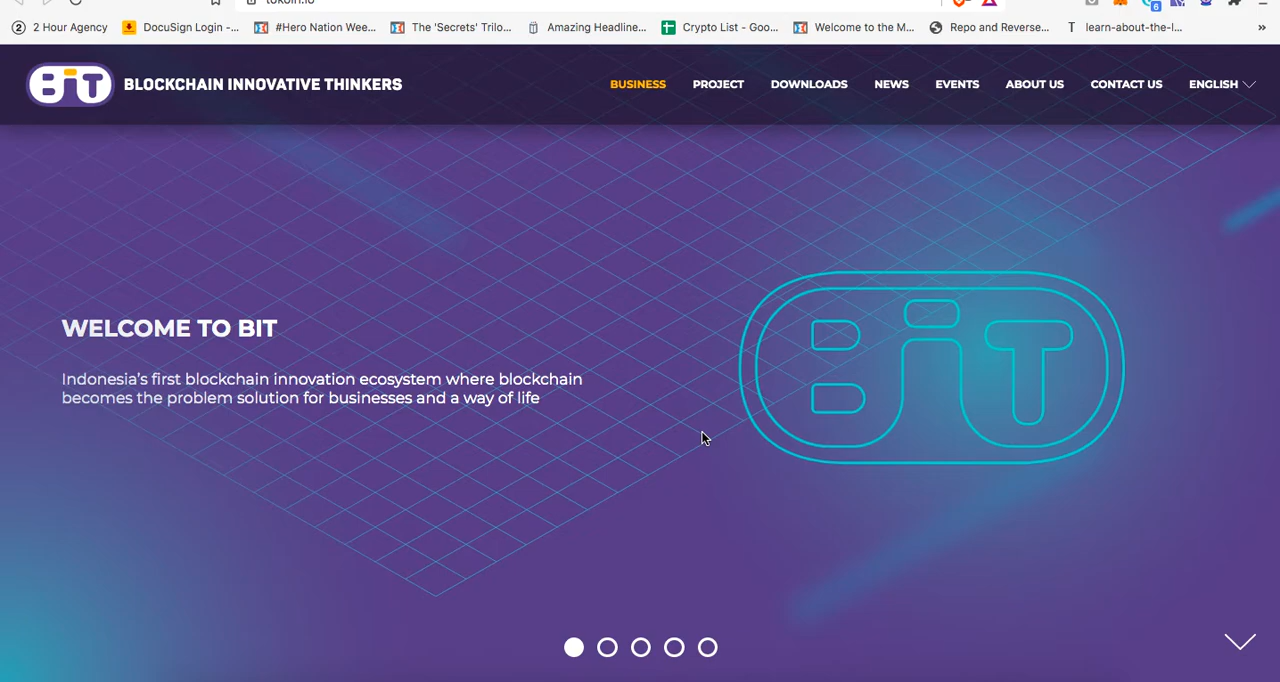 tokoin.io
2 Hour Agency DocuSign Login -... #Hero Nation Wee... The 'Secrets' Trilo... Amazing Headline... Crypto List - Goo... Welcome to the M... Repo and Reverse... T learn-about-the-l... »
BiT BLOCKCHAIN INNOVATIVE THINKERS BUSINESS PROJECT DOWNLOADS NEWS EVENTS ABOUT US CONTACT US ENGLISH
WELCOME TO BIT
Indonesia's first blockchain innovation ecosystem where blockchain
becomes the problem solution for businesses and a way of life
BiT